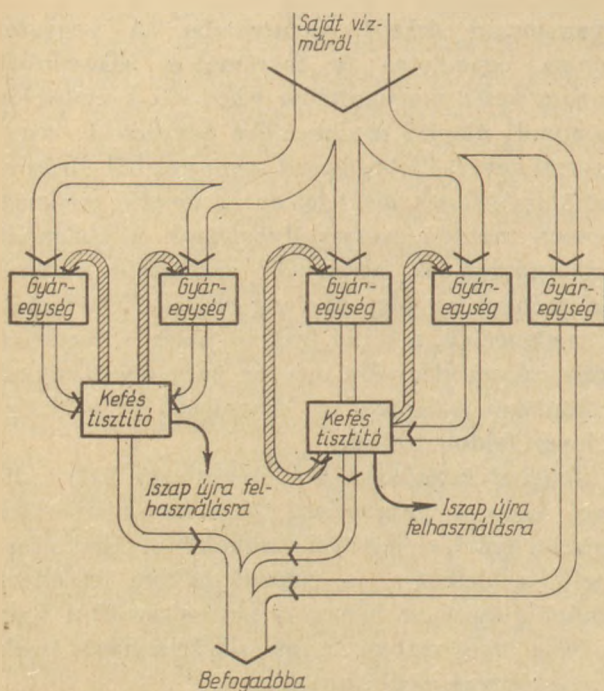 Saját víz-
műről
Gyár-
egység
Gyár-
egység
Gyár-
egység
Gyár-
egység
Gyár-
egység
Kefés
tisztító
Kefés
tisztító
Iszap újra fel-
használásra
Iszap újra
felhasználásra
Befogadóba